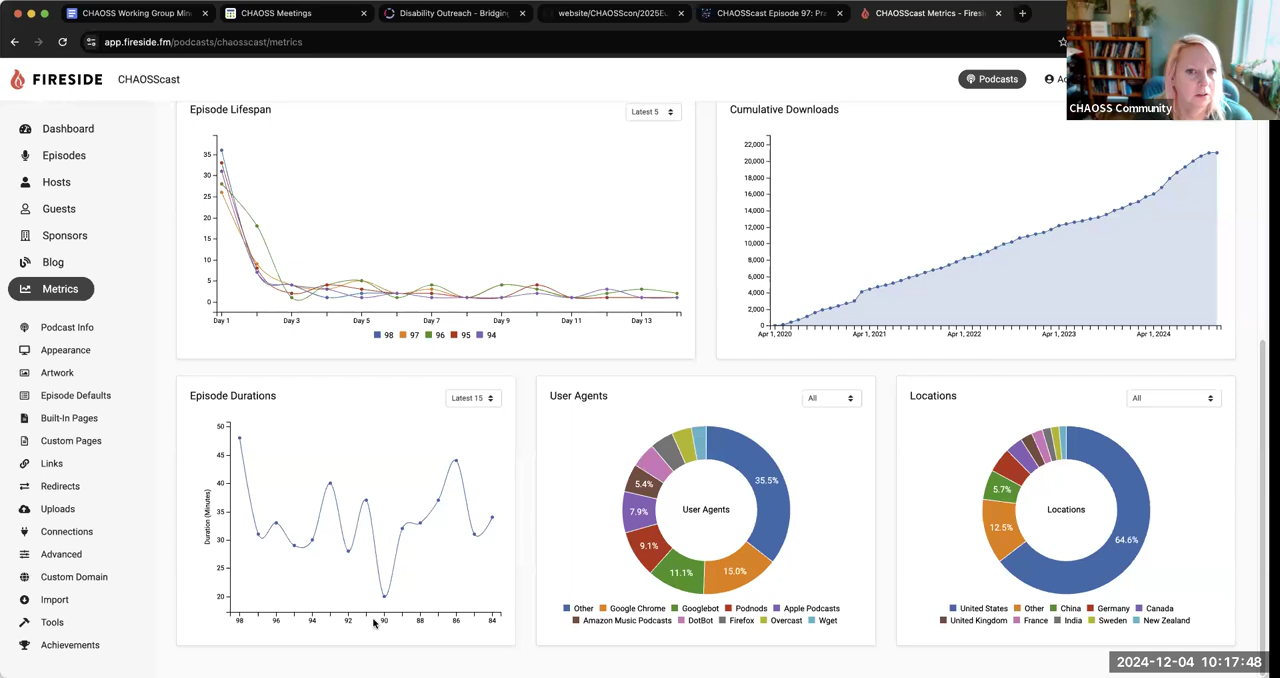 CHAOSS Working Group Min
CHAOSS Meetings
Disability Outreach - Bridging
website/CHAOSScon/2025Eu
CHAOSScast Episode 97: Pra
CHAOSScast Metrics - Firesi
app.fireside.fm/podcasts/chaosscast/metrics
FIRESIDE
CHAOSScast
Podcasts
CHAOSS Community
Dashboard
Episodes
Hosts
Guests
Sponsors
Blog
Metrics
Podcast Info
Appearance
Artwork
Episode Defaults
Built-In Pages
Custom Pages
Links
Redirects
Uploads
Connections
Advanced
Custom Domain
Import
Tools
Achievements
Episode Lifespan
Latest 5
35
30
25
20
15
10
5
0
Day 1
Day 3
Day 5
Day 7
Day 9
Day 11
Day 13
98 97 96 95 94
Cumulative Downloads
22,000
20,000
18,000
16,000
14,000
12,000
10,000
8,000
6,000
4,000
2,000
0
Apr 1, 2020
Apr 1, 2021
Apr 1, 2022
Apr 1, 2023
Apr 1, 2024
Episode Durations
Latest 15
Duration (Minutes)
50
45
40
35
30
25
20
98 96 94 92 90 88 86 84
User Agents
All
35.5%
15.0%
11.1%
9.1%
7.9%
5.4%
User Agents
Other Google Chrome Googlebot Podnods Apple Podcasts
Amazon Music Podcasts DotBot Firefox Overcast Wget
Locations
All
64.6%
12.5%
5.7%
Locations
United States Other China Germany Canada
United Kingdom France India Sweden New Zealand
2024-12-04 10:17:48